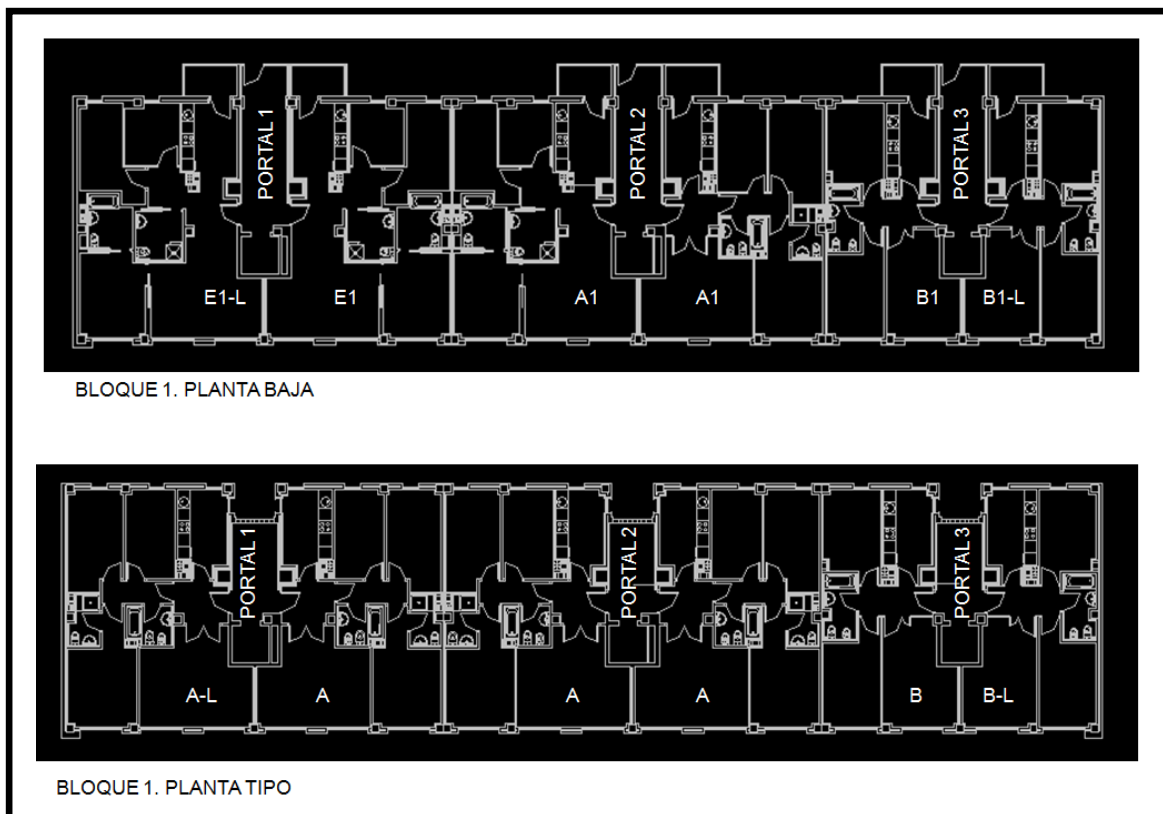 PORTAL 1
PORTAL 2
PORTAL 3
E1-L
E1
A1
A1
B1
B1-L
BLOQUE 1. PLANTA BAJA
PORTAL 1
PORTAL 2
PORTAL 3
A-L
A
A
A
B
B-L
BLOQUE 1. PLANTA TIPO